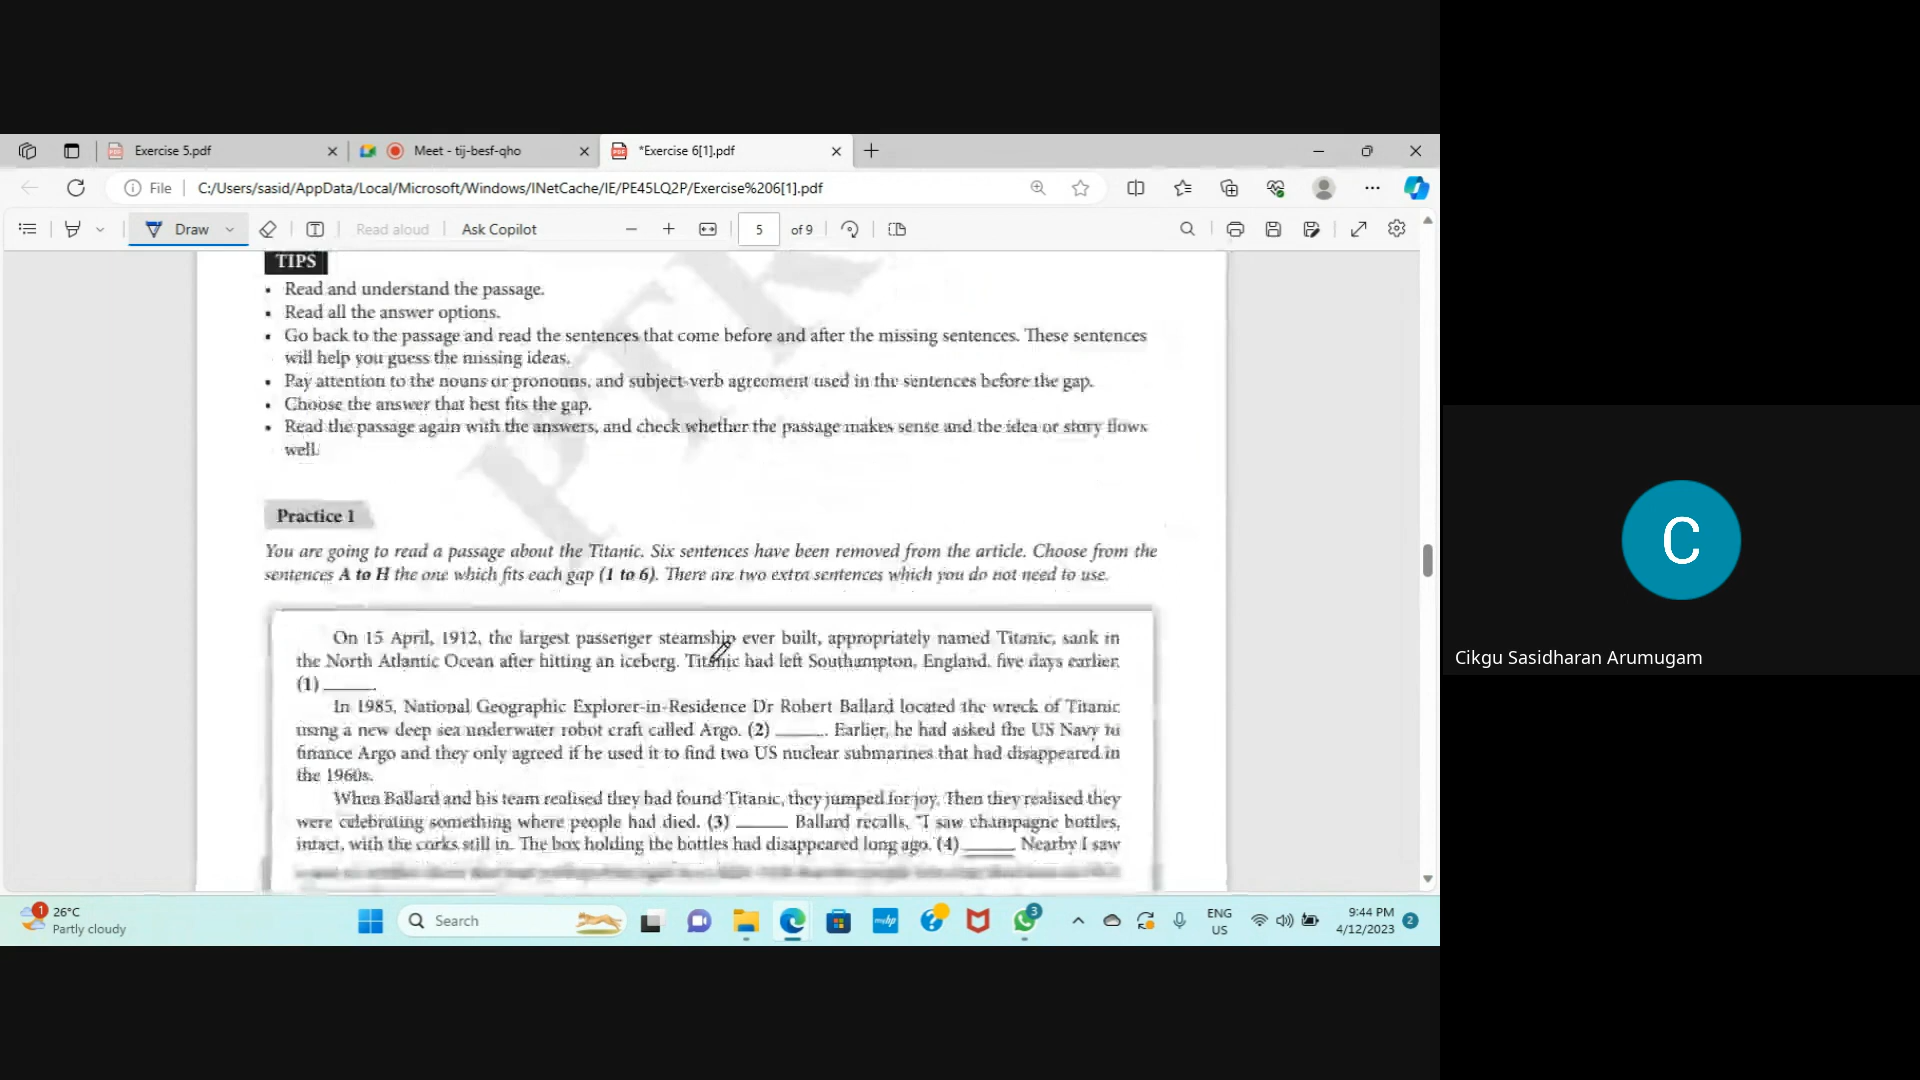 Exercise 5.pdf
Meet - tij-besf-qho
*Exercise 6[1].pdf
File
C:/Users/sasid/AppData/Local/Microsoft/Windows/INetCache/IE/PE45LQ2P/Exercise%206[1].pdf
Draw
Read aloud
Ask Copilot
5
of 9
PTR
TIPS
• Read and understand the passage.
• Read all the answer options.
• Go back to the passage and read the sentences that come before and after the missing sentences. These sentences
will help you guess the missing ideas.
• Pay attention to the nouns or pronouns, and subject-verb agreement used in the sentences before the gap.
• Choose the answer that best fits the gap.
• Read the passage again with the answers, and check whether the passage makes sense and the idea or story flows
well.
Practice 1
You are going to read a passage about the Titanic. Six sentences have been removed from the article. Choose from the
sentences A to H the one which fits each gap (1 to 6). There are two extra sentences which you do not need to use.
On 15 April, 1912, the largest passenger steamship ever built, appropriately named Titanic, sank in
the North Atlantic Ocean after hitting an iceberg. Titanic had left Southampton, England, five days earlier.
(1) _____.
In 1985, National Geographic Explorer-in-Residence Dr Robert Ballard located the wreck of Titanic
using a new deep sea underwater robot craft called Argo. (2) _____. Earlier, he had asked the US Navy to
finance Argo and they only agreed if he used it to find two US nuclear submarines that had disappeared in
the 1960s.
When Ballard and his team realised they had found Titanic, they jumped for joy. Then they realised they
were celebrating something where people had died. (3) _____ Ballard recalls, "I saw champagne bottles,
intact, with the corks still in. The box holding the bottles had disappeared long ago. (4) _____ Nearby I saw
C
Cikgu Sasidharan Arumugam
1
26°C
Partly cloudy
Search
myhp
3
ENG
US
9:44 PM
4/12/2023
2